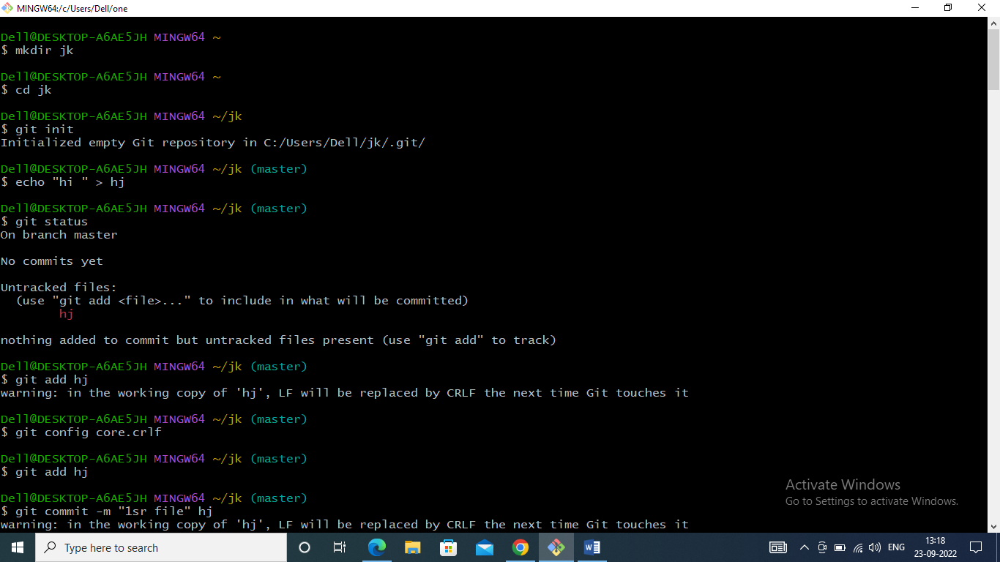 MINGW64:/c/Users/Dell/one
Dell@DESKTOP-A6AE5JH MINGW64 ~
$ mkdir jk
Dell@DESKTOP-A6AE5JH MINGW64 ~
$ cd jk
Dell@DESKTOP-A6AE5JH MINGW64 ~/jk
$ git init
Initialized empty Git repository in C:/Users/Dell/jk/.git/
Dell@DESKTOP-A6AE5JH MINGW64 ~/jk (master)
$ echo "hi " > hj
Dell@DESKTOP-A6AE5JH MINGW64 ~/jk (master)
$ git status
On branch master
No commits yet
Untracked files:
(use "git add <file>..." to include in what will be committed)
hj
nothing added to commit but untracked files present (use "git add" to track)
Dell@DESKTOP-A6AE5JH MINGW64 ~/jk (master)
$ git add hj
warning: in the working copy of 'hj', LF will be replaced by CRLF the next time Git touches it
Dell@DESKTOP-A6AE5JH MINGW64 ~/jk (master)
$ git config core.crlf
Dell@DESKTOP-A6AE5JH MINGW64 ~/jk (master)
$ git add hj
Dell@DESKTOP-A6AE5JH MINGW64 ~/jk (master)
$ git commit -m "1sr file" hj
warning: in the working copy of 'hj', LF will be replaced by CRLF the next time Git touches it
Activate Windows
Go to Settings to activate Windows.
Type here to search
ENG
13:18
23-09-2022